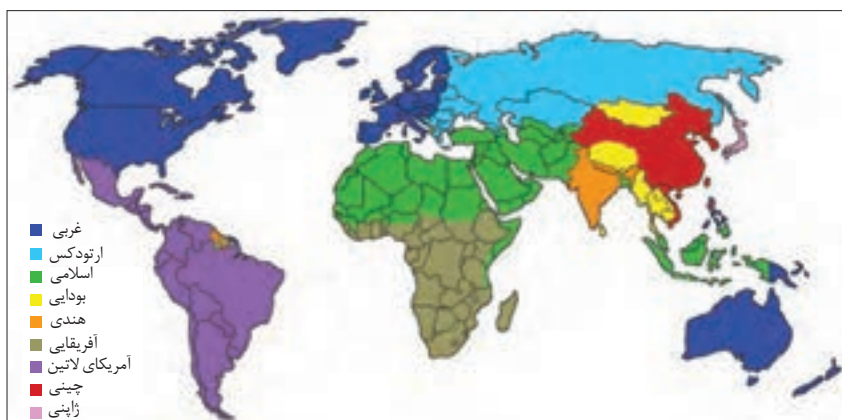 غربی
ارتودکس
اسلامی
بودایی
هندی
آفریقایی
آمریکای لاتین
چینی
ژاپنی